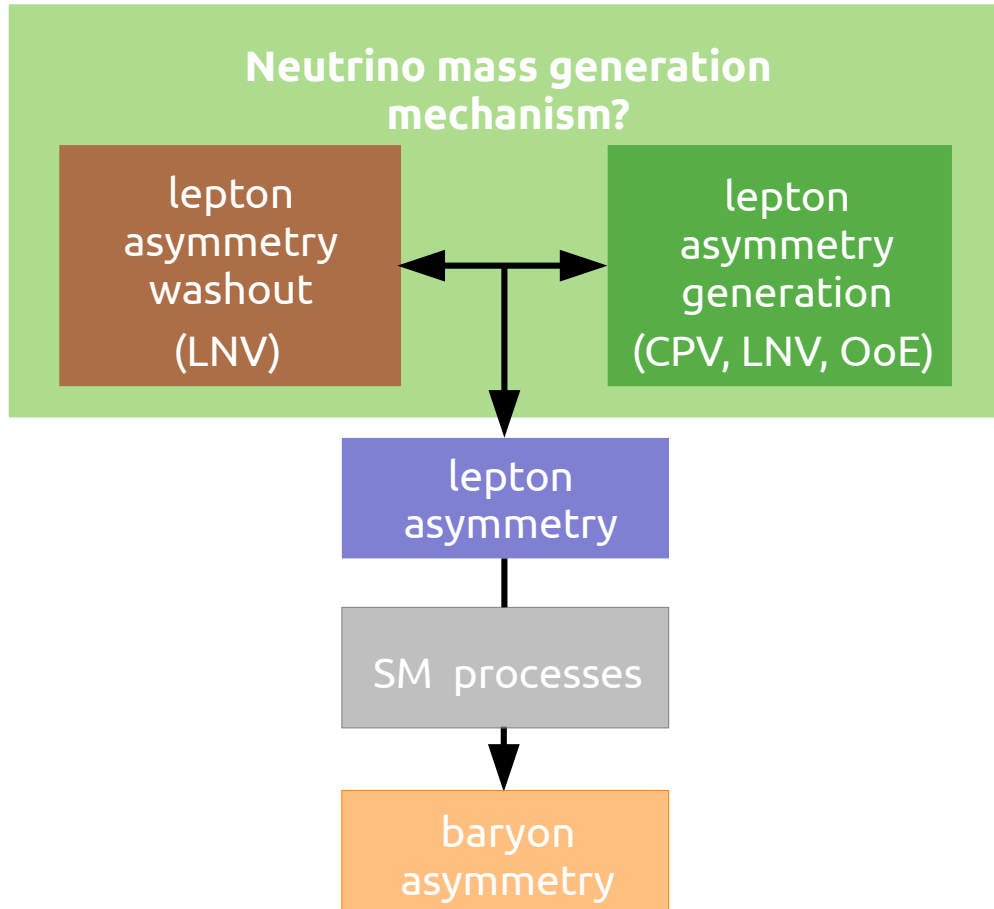 Neutrino mass generation
mechanism?
lepton
asymmetry
washout
(LNV)
lepton
asymmetry
generation
(CPV, LNV, OoE)
lepton
asymmetry
SM processes
baryon
asymmetry